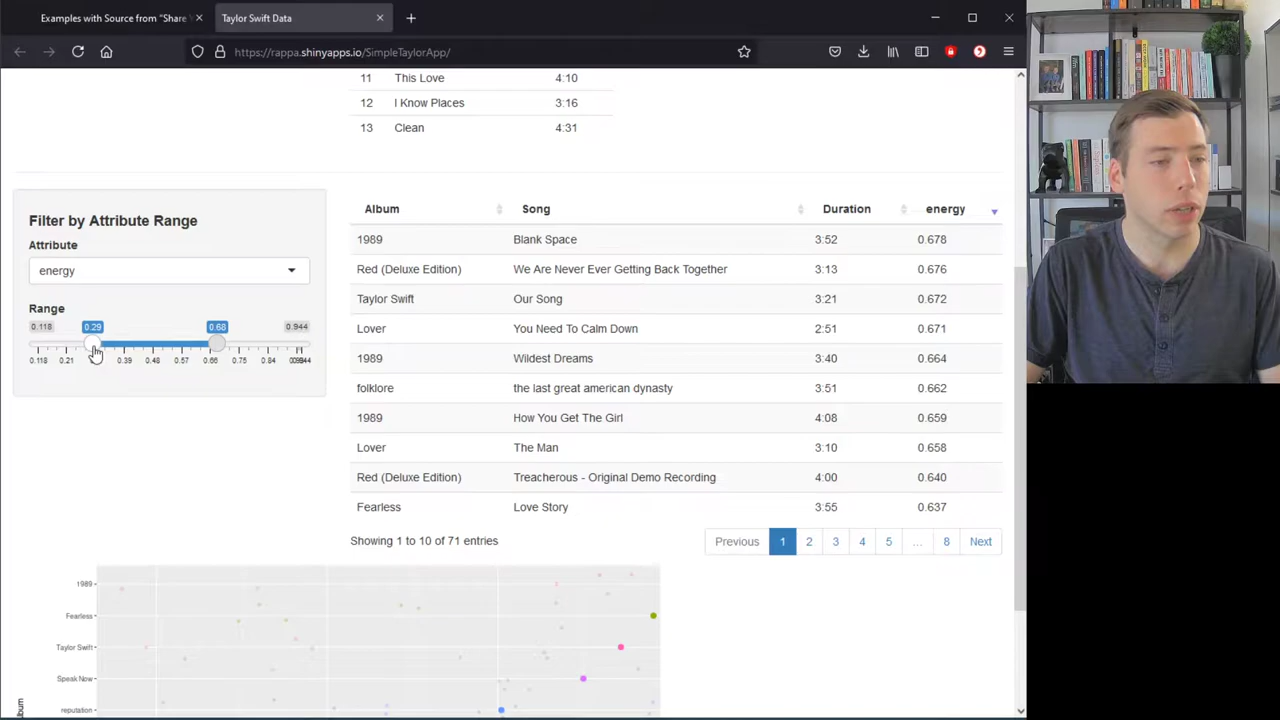 Examples with Source from "Share
Taylor Swift Data
https://rappa.shinyapps.io/SimpleTaylorApp/
11 This Love 4:10
12 I Know Places 3:16
13 Clean 4:31
Filter by Attribute Range
Attribute
energy
Range
0.118 0.29 0.68 0.944
0.118 0.21 0.39 0.48 0.57 0.66 0.75 0.84
Album Song Duration energy
1989 Blank Space 3:52 0.678
Red (Deluxe Edition) We Are Never Ever Getting Back Together 3:13 0.676
Taylor Swift Our Song 3:21 0.672
Lover You Need To Calm Down 2:51 0.671
1989 Wildest Dreams 3:40 0.664
folklore the last great american dynasty 3:51 0.662
1989 How You Get The Girl 4:08 0.659
Lover The Man 3:10 0.658
Red (Deluxe Edition) Treacherous - Original Demo Recording 4:00 0.640
Fearless Love Story 3:55 0.637
Showing 1 to 10 of 71 entries
Previous 1 2 3 4 5 … 8 Next
1989
Fearless
Taylor Swift
Speak Now
reputation